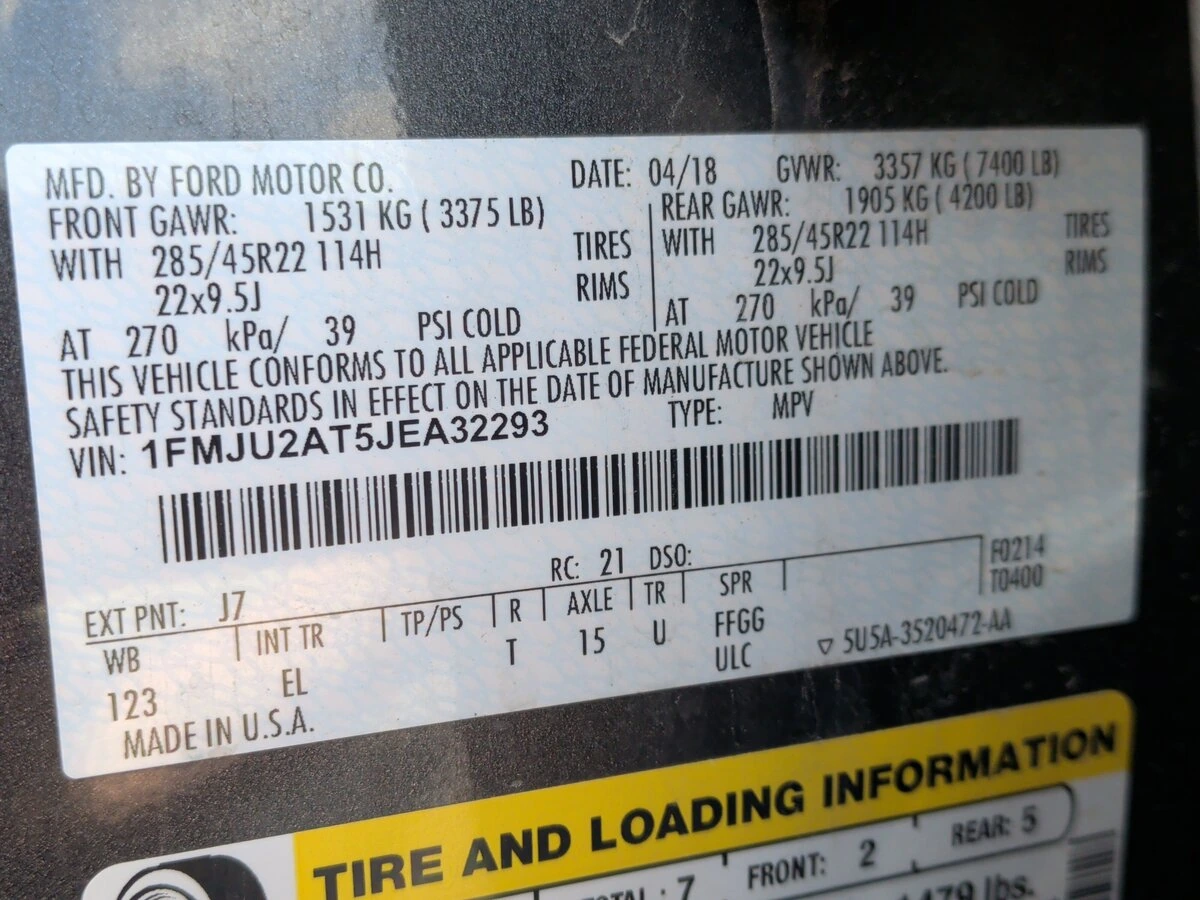 MFD. BY FORD MOTOR CO. DATE: 04/18 GVWR: 3357 KG ( 7400 LB)
FRONT GAWR: 1531 KG ( 3375 LB) REAR GAWR: 1905 KG ( 4200 LB)
WITH 285/45R22 114H TIRES WITH 285/45R22 114H TIRES
22x9.5J RIMS 22x9.5J RIMS
AT 270 kPa/ 39 PSI COLD AT 270 kPa/ 39 PSI COLD
THIS VEHICLE CONFORMS TO ALL APPLICABLE FEDERAL MOTOR VEHICLE
SAFETY STANDARDS IN EFFECT ON THE DATE OF MANUFACTURE SHOWN ABOVE.
VIN: 1FMJU2AT5JEA32293 TYPE: MPV
EXT PNT: J7 RC: 21 DSO: F0214
WB INT TR TP/PS R AXLE TR SPR T0400
123 EL T 15 U FFGG
ULC 5U5A-3520472-AA
MADE IN U.S.A.
TIRE AND LOADING INFORMATION
TOTAL : 7 FRONT: 2 REAR: 5
lbs.